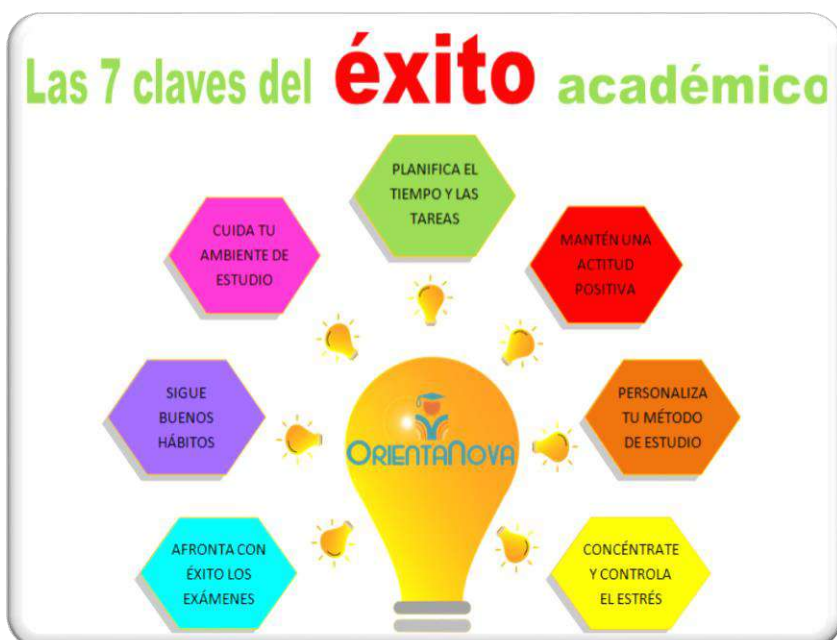 Las 7 claves del éxito académico
PLANIFICA EL
TIEMPO Y LAS
TAREAS
CUIDA TU
AMBIENTE DE
ESTUDIO
MANTÉN UNA
ACTITUD
POSITIVA
SIGUE
BUENOS
HÁBITOS
ORIENTANOVA
PERSONALIZA
TU MÉTODO
DE ESTUDIO
AFRONTA CON
ÉXITO LOS
EXÁMENES
CONCÉNTRATE
Y CONTROLA
EL ESTRÉS